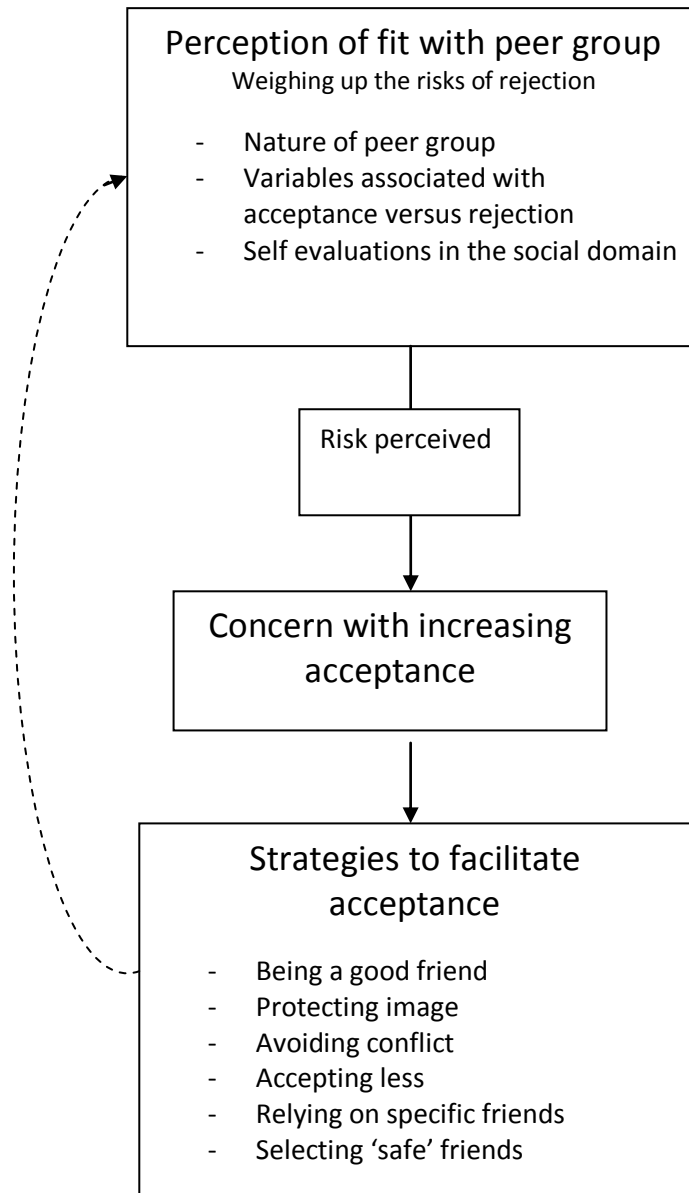 Perception of fit with peer group
Weighing up the risks of rejection
- Nature of peer group
- Variables associated with
acceptance versus rejection
- Self evaluations in the social domain
Risk perceived
Concern with increasing
acceptance
Strategies to facilitate
acceptance
- Being a good friend
- Protecting image
- Avoiding conflict
- Accepting less
- Relying on specific friends
- Selecting ‘safe’ friends